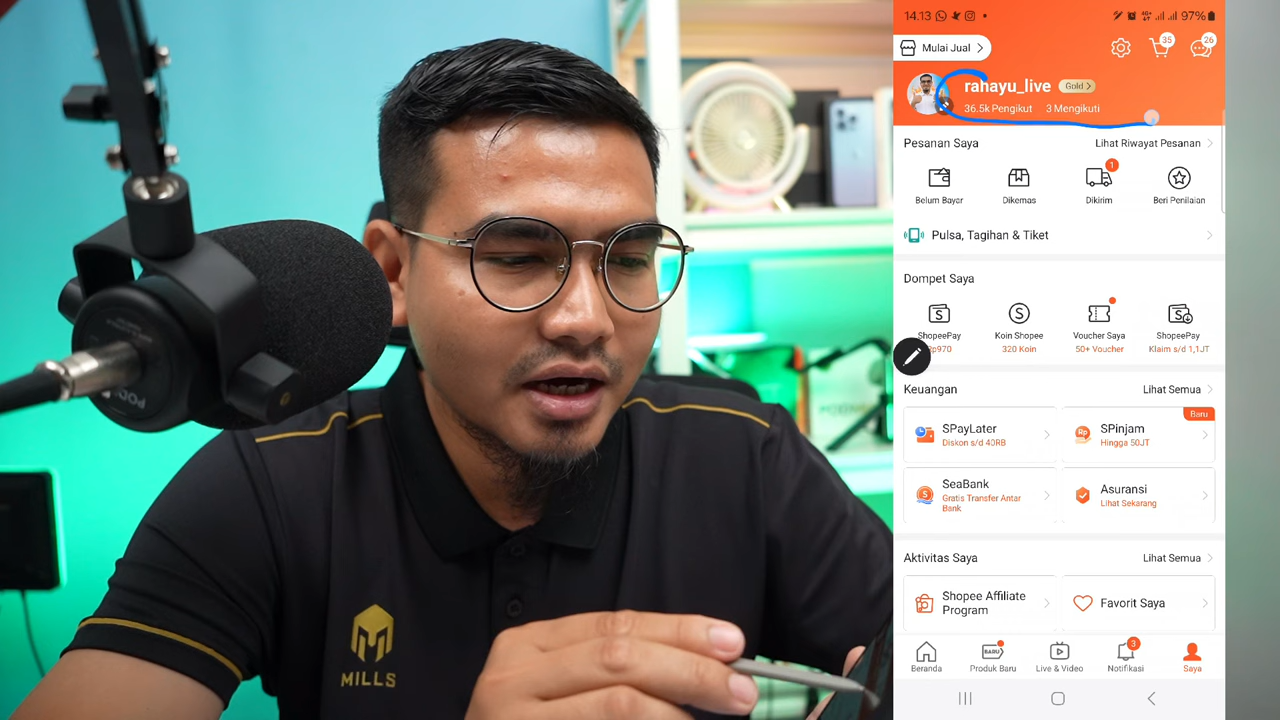 14.13
4G+
97%
Mulai Jual
35
26
rahayu_live
Gold
36.5k Pengikut 3 Mengikuti
Pesanan Saya
Lihat Riwayat Pesanan
1
Belum Bayar
Dikemas
Dikirim
Beri Penilaian
Pulsa, Tagihan & Tiket
Dompet Saya
ShopeePay
Koin Shopee
Voucher Saya
ShopeePay
Rp970
320 Koin
50+ Voucher
Klaim s/d 1,1JT
Keuangan
Lihat Semua
Baru
SPayLater
Diskon s/d 40RB
SPinjam
Hingga 50JT
SeaBank
Gratis Transfer Antar
Bank
Asuransi
Lihat Sekarang
Aktivitas Saya
Lihat Semua
Shopee Affiliate
Program
Favorit Saya
BARU
3
Beranda
Produk Baru
Live & Video
Notifikasi
Saya
MILLS